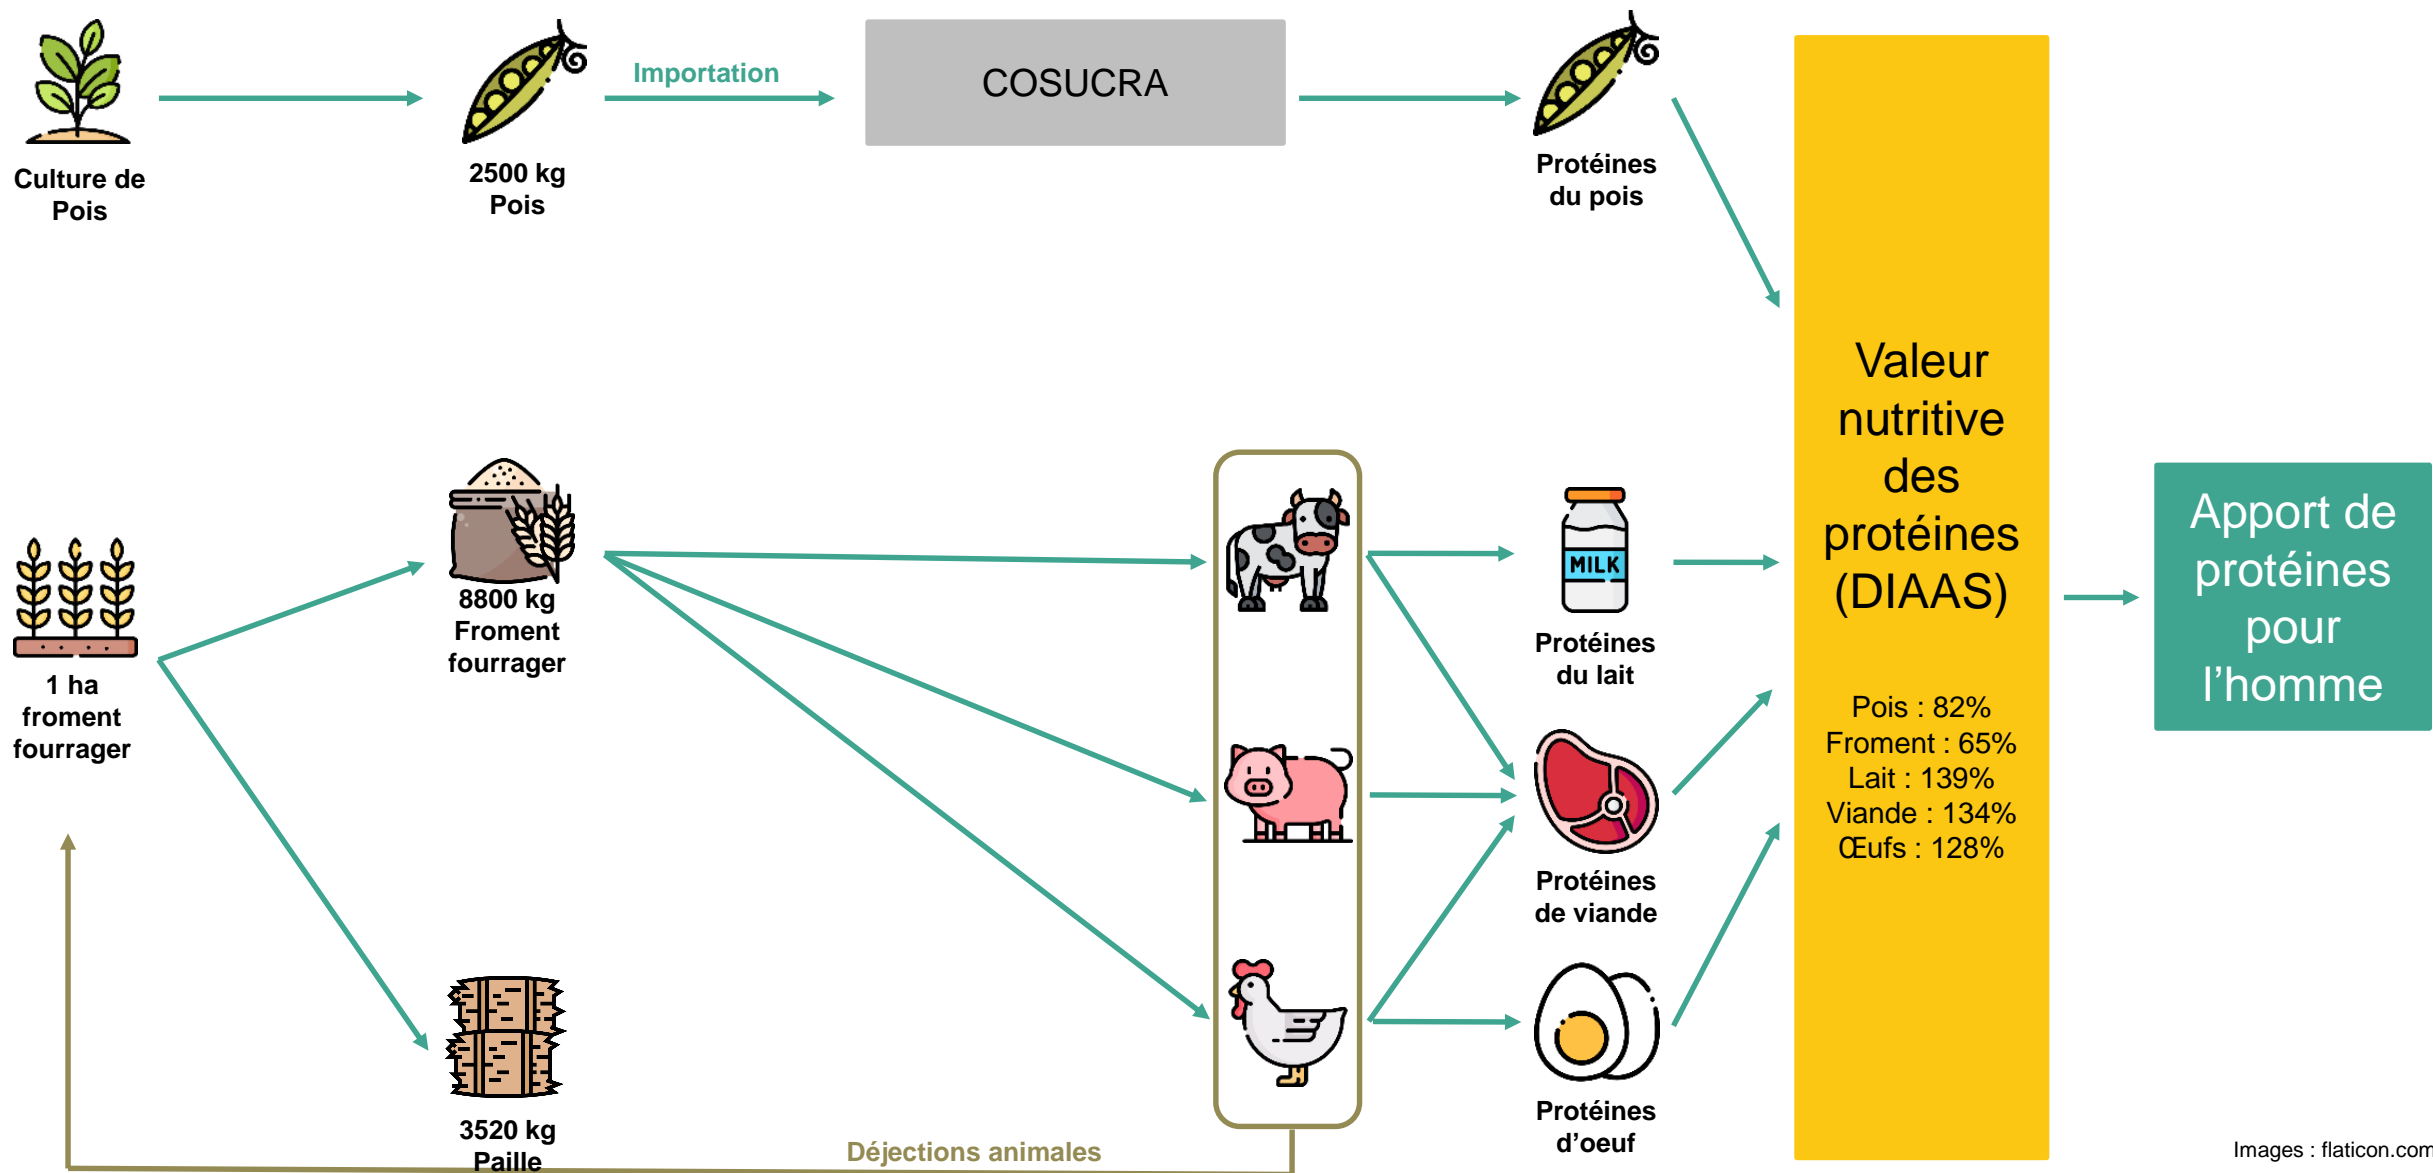 Culture de
Pois
2500 kg
Pois
Importation
COSUCRA
Protéines
du pois
1 ha
froment
fourrager
8800 kg
Froment
fourrager
3520 kg
Paille
Déjections animales
MILK
Protéines
du lait
Protéines
de viande
Protéines
d'oeuf
Valeur
nutritive
des
protéines
(DIAAS)
Pois : 82%
Froment : 65%
Lait : 139%
Viande : 134%
Œufs : 128%
Apport de
protéines
pour
l'homme
Images : flaticon.com